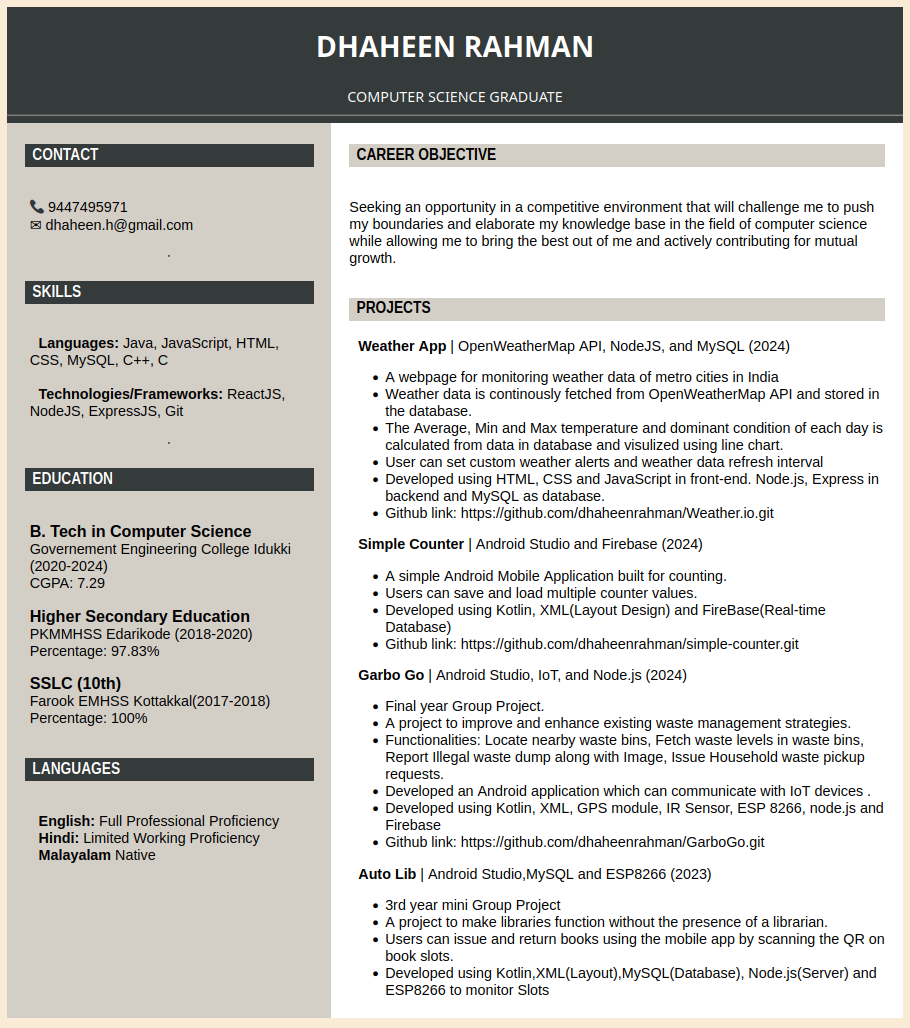 DHAHEEN RAHMAN
COMPUTER SCIENCE GRADUATE
CONTACT
📞 9447495971
✉ dhaheen.h@gmail.com
.
SKILLS
Languages: Java, JavaScript, HTML,
CSS, MySQL, C++, C
Technologies/Frameworks: ReactJS,
NodeJS, ExpressJS, Git
.
EDUCATION
B. Tech in Computer Science
Governement Engineering College Idukki
(2020-2024)
CGPA: 7.29
Higher Secondary Education
PKMMHSS Edarikode (2018-2020)
Percentage: 97.83%
SSLC (10th)
Farook EMHSS Kottakkal(2017-2018)
Percentage: 100%
LANGUAGES
English: Full Professional Proficiency
Hindi: Limited Working Proficiency
Malayalam Native
CAREER OBJECTIVE
Seeking an opportunity in a competitive environment that will challenge me to push
my boundaries and elaborate my knowledge base in the field of computer science
while allowing me to bring the best out of me and actively contributing for mutual
growth.
PROJECTS
Weather App | OpenWeatherMap API, NodeJS, and MySQL (2024)
• A webpage for monitoring weather data of metro cities in India
• Weather data is continously fetched from OpenWeatherMap API and stored in
the database.
• The Average, Min and Max temperature and dominant condition of each day is
calculated from data in database and visulized using line chart.
• User can set custom weather alerts and weather data refresh interval
• Developed using HTML, CSS and JavaScript in front-end. Node.js, Express in
backend and MySQL as database.
• Github link: https://github.com/dhaheenrahman/Weather.io.git
Simple Counter | Android Studio and Firebase (2024)
• A simple Android Mobile Application built for counting.
• Users can save and load multiple counter values.
• Developed using Kotlin, XML(Layout Design) and FireBase(Real-time
Database)
• Github link: https://github.com/dhaheenrahman/simple-counter.git
Garbo Go | Android Studio, IoT, and Node.js (2024)
• Final year Group Project.
• A project to improve and enhance existing waste management strategies.
• Functionalities: Locate nearby waste bins, Fetch waste levels in waste bins,
Report Illegal waste dump along with Image, Issue Household waste pickup
requests.
• Developed an Android application which can communicate with IoT devices .
• Developed using Kotlin, XML, GPS module, IR Sensor, ESP 8266, node.js and
Firebase
• Github link: https://github.com/dhaheenrahman/GarboGo.git
Auto Lib | Android Studio,MySQL and ESP8266 (2023)
• 3rd year mini Group Project
• A project to make libraries function without the presence of a librarian.
• Users can issue and return books using the mobile app by scanning the QR on
book slots.
• Developed using Kotlin,XML(Layout),MySQL(Database), Node.js(Server) and
ESP8266 to monitor Slots